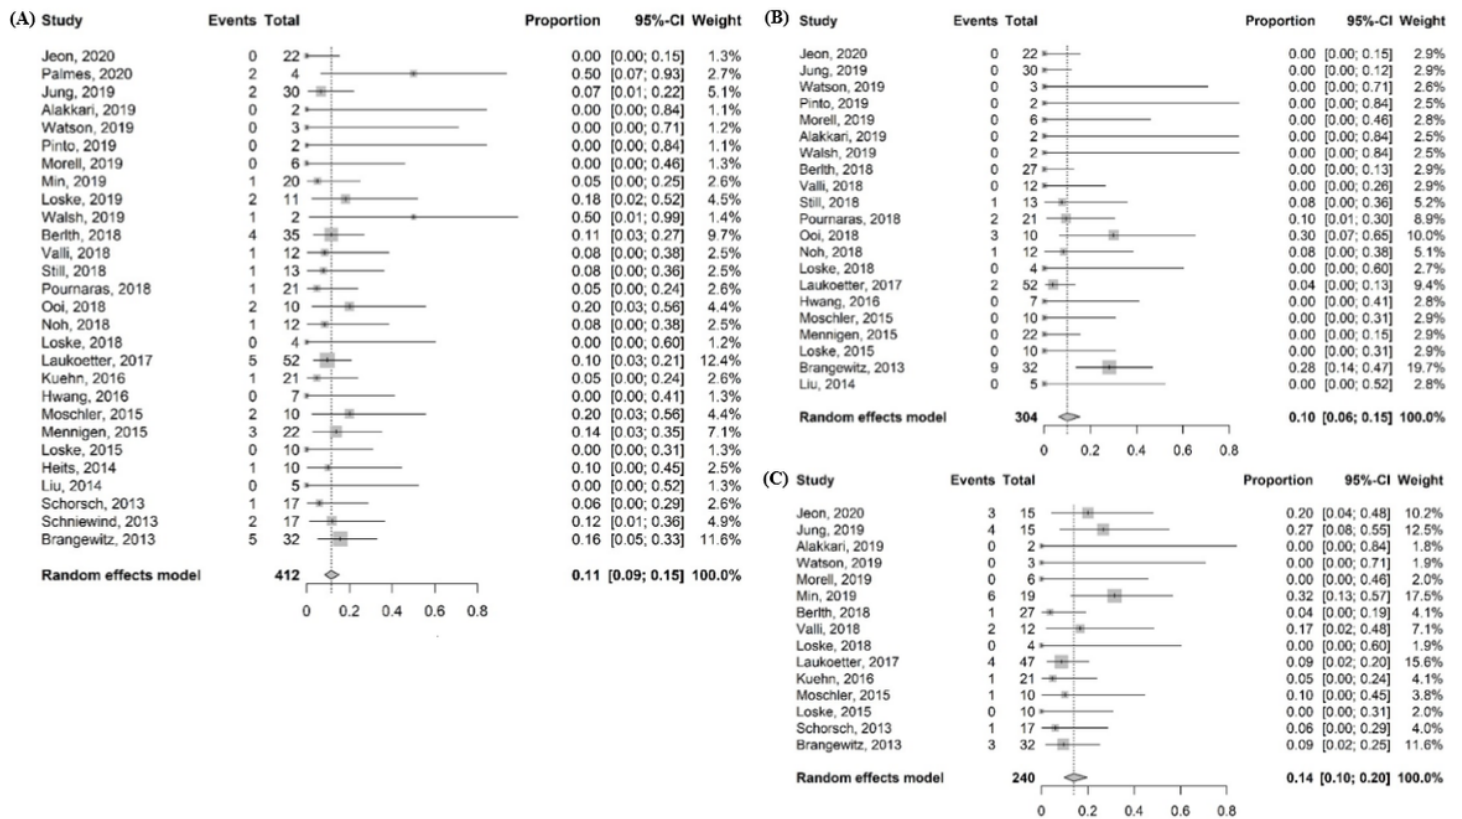 (A) Study Events Total Proportion 95%-CI Weight
Jeon, 2020 0 22 0.00 [0.00; 0.15] 1.3%
Palmes, 2020 2 4 0.50 [0.07; 0.93] 2.7%
Jung, 2019 2 30 0.07 [0.01; 0.22] 5.1%
Alakkari, 2019 0 2 0.00 [0.00; 0.84] 1.1%
Watson, 2019 0 3 0.00 [0.00; 0.71] 1.2%
Pinto, 2019 0 2 0.00 [0.00; 0.84] 1.1%
Morell, 2019 0 6 0.00 [0.00; 0.46] 1.3%
Min, 2019 1 20 0.05 [0.00; 0.25] 2.6%
Loske, 2019 2 11 0.18 [0.02; 0.52] 4.5%
Walsh, 2019 1 2 0.50 [0.01; 0.99] 1.4%
Berlth, 2018 4 35 0.11 [0.03; 0.27] 9.7%
Valli, 2018 1 12 0.08 [0.00; 0.38] 2.5%
Still, 2018 1 13 0.08 [0.00; 0.36] 2.5%
Pournaras, 2018 1 21 0.05 [0.00; 0.24] 2.6%
Ooi, 2018 2 10 0.20 [0.03; 0.56] 4.4%
Noh, 2018 1 12 0.08 [0.00; 0.38] 2.5%
Loske, 2018 0 4 0.00 [0.00; 0.60] 1.2%
Laukoetter, 2017 5 52 0.10 [0.03; 0.21] 12.4%
Kuehn, 2016 1 21 0.05 [0.00; 0.24] 2.6%
Hwang, 2016 0 7 0.00 [0.00; 0.41] 1.3%
Moschler, 2015 2 10 0.20 [0.03; 0.56] 4.4%
Mennigen, 2015 3 22 0.14 [0.03; 0.35] 7.1%
Loske, 2015 0 10 0.00 [0.00; 0.31] 1.3%
Heits, 2014 1 10 0.10 [0.00; 0.45] 2.5%
Liu, 2014 0 5 0.00 [0.00; 0.52] 1.3%
Schorsch, 2013 1 17 0.06 [0.00; 0.29] 2.6%
Schniewind, 2013 2 17 0.12 [0.01; 0.36] 4.9%
Brangewitz, 2013 5 32 0.16 [0.05; 0.33] 11.6%
Random effects model 412 0.11 [0.09; 0.15] 100.0%
0 0.2 0.4 0.6 0.8
(B) Study Events Total Proportion 95%-CI Weight
Jeon, 2020 0 22 0.00 [0.00; 0.15] 2.9%
Jung, 2019 0 30 0.00 [0.00; 0.12] 2.9%
Watson, 2019 0 3 0.00 [0.00; 0.71] 2.6%
Pinto, 2019 0 2 0.00 [0.00; 0.84] 2.5%
Morell, 2019 0 6 0.00 [0.00; 0.46] 2.8%
Alakkari, 2019 0 2 0.00 [0.00; 0.84] 2.5%
Walsh, 2019 0 2 0.00 [0.00; 0.84] 2.5%
Berlth, 2018 0 27 0.00 [0.00; 0.13] 2.9%
Valli, 2018 0 12 0.00 [0.00; 0.26] 2.9%
Still, 2018 1 13 0.08 [0.00; 0.36] 5.2%
Pournaras, 2018 2 21 0.10 [0.01; 0.30] 8.9%
Ooi, 2018 3 10 0.30 [0.07; 0.65] 10.0%
Noh, 2018 1 12 0.08 [0.00; 0.38] 5.1%
Loske, 2018 0 4 0.00 [0.00; 0.60] 2.7%
Laukoetter, 2017 2 52 0.04 [0.00; 0.13] 9.4%
Hwang, 2016 0 7 0.00 [0.00; 0.41] 2.8%
Moschler, 2015 0 10 0.00 [0.00; 0.31] 2.9%
Mennigen, 2015 0 22 0.00 [0.00; 0.15] 2.9%
Loske, 2015 0 10 0.00 [0.00; 0.31] 2.9%
Brangewitz, 2013 9 32 0.28 [0.14; 0.47] 19.7%
Liu, 2014 0 5 0.00 [0.00; 0.52] 2.8%
Random effects model 304 0.10 [0.06; 0.15] 100.0%
0 0.2 0.4 0.6 0.8
(C) Study Events Total Proportion 95%-CI Weight
Jeon, 2020 3 15 0.20 [0.04; 0.48] 10.2%
Jung, 2019 4 15 0.27 [0.08; 0.55] 12.5%
Alakkari, 2019 0 2 0.00 [0.00; 0.84] 1.8%
Watson, 2019 0 3 0.00 [0.00; 0.71] 1.9%
Morell, 2019 0 6 0.00 [0.00; 0.46] 2.0%
Min, 2019 6 19 0.32 [0.13; 0.57] 17.5%
Berlth, 2018 1 27 0.04 [0.00; 0.19] 4.1%
Valli, 2018 2 12 0.17 [0.02; 0.48] 7.1%
Loske, 2018 0 4 0.00 [0.00; 0.60] 1.9%
Laukoetter, 2017 4 47 0.09 [0.02; 0.20] 15.6%
Kuehn, 2016 1 21 0.05 [0.00; 0.24] 4.1%
Moschler, 2015 1 10 0.10 [0.00; 0.45] 3.8%
Loske, 2015 0 10 0.00 [0.00; 0.31] 2.0%
Schorsch, 2013 1 17 0.06 [0.00; 0.29] 4.0%
Brangewitz, 2013 3 32 0.09 [0.02; 0.25] 11.6%
Random effects model 240 0.14 [0.10; 0.20] 100.0%
0 0.2 0.4 0.6 0.8